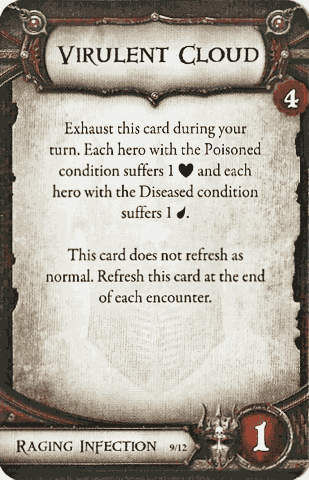 VIRULENT CLOUD
4
Exhaust this card during your
turn. Each hero with the Poisoned
condition suffers 1 ♥ and each
hero with the Diseased condition
suffers 1 .
This card does not refresh as
normal. Refresh this card at the end
of each encounter.
RAGING INFECTION 9/12
1